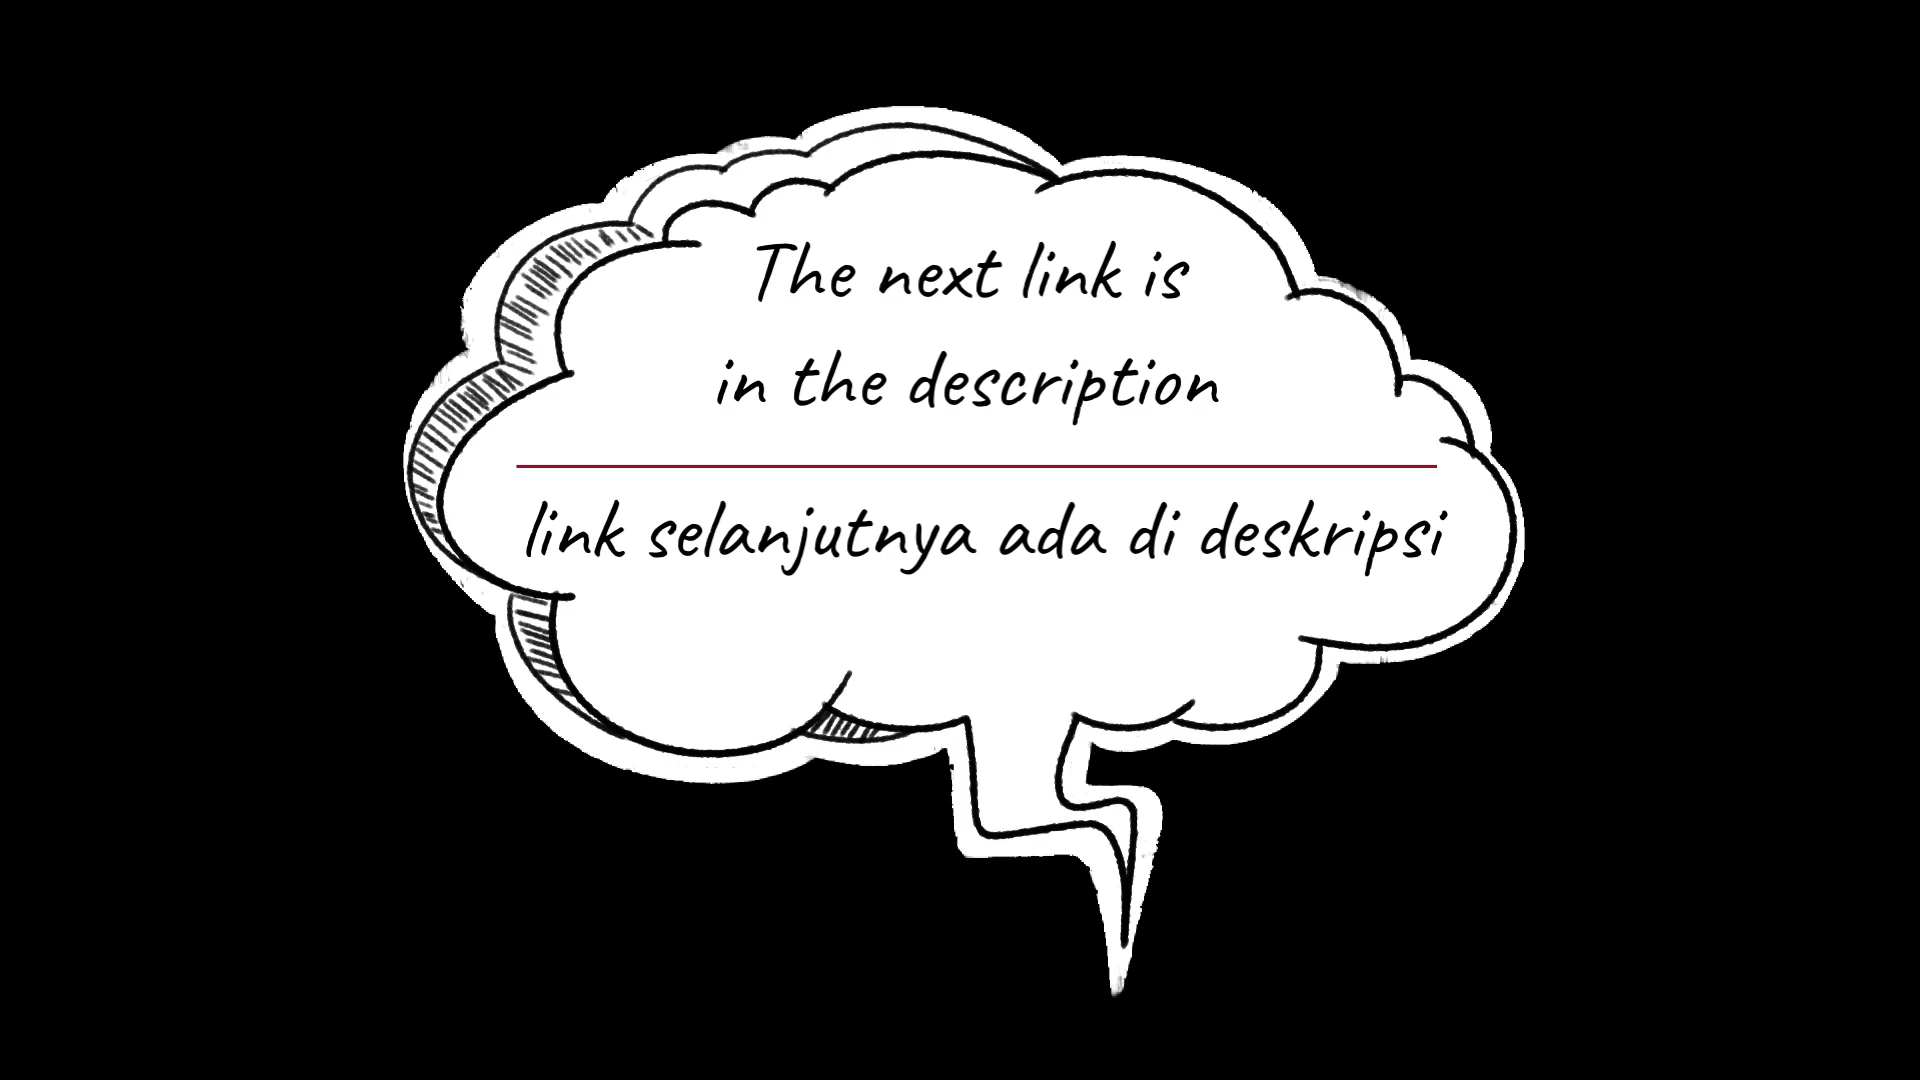 The next link is
in the description
link selanjutnya ada di deskripsi